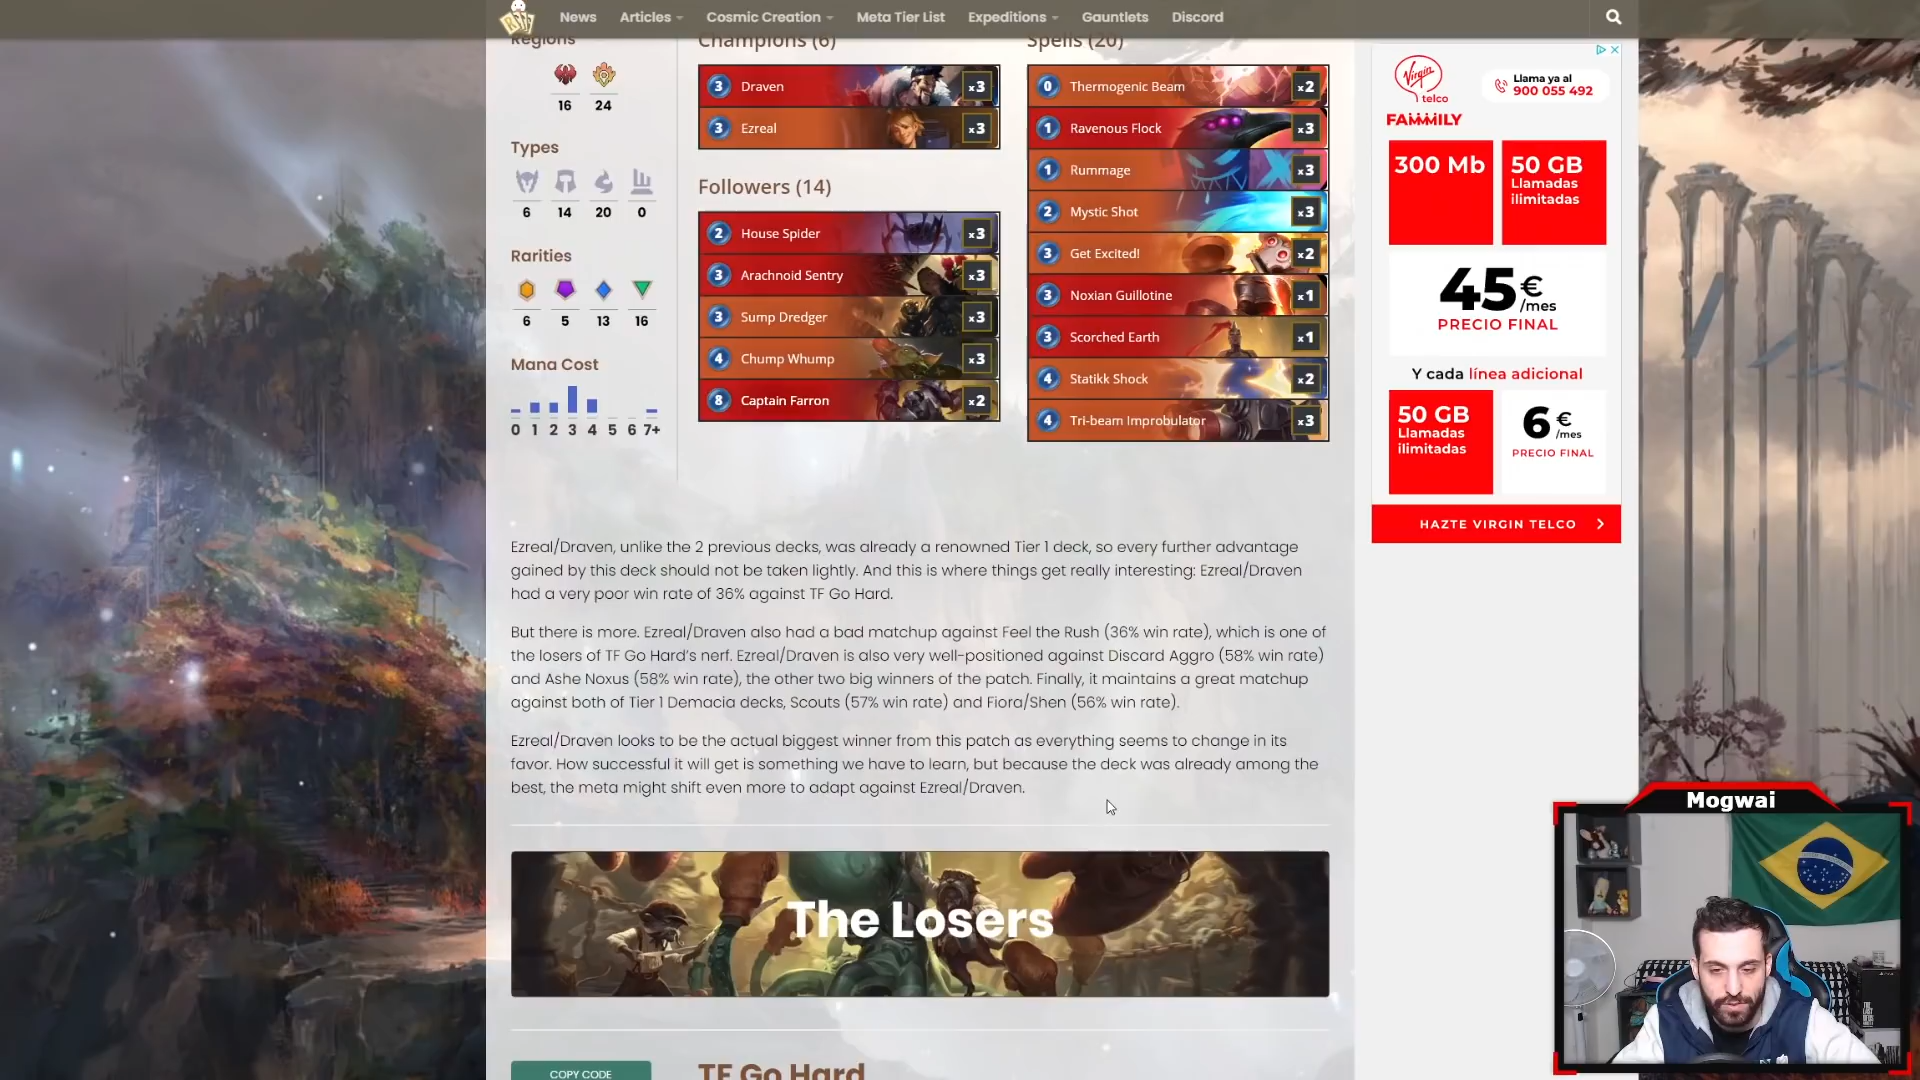 News
Articles
Cosmic Creation
Meta Tier List
Expeditions
Gauntlets
Discord
Regions
16
24
Types
6
14
20
0
Rarities
6
5
13
16
Mana Cost
0 1 2 3 4 5 6 7+
Champions (6)
3 Draven x3
3 Ezreal x3
Followers (14)
2 House Spider x3
3 Arachnoid Sentry x3
3 Sump Dredger x3
4 Chump Whump x3
8 Captain Farron x2
Spells (20)
0 Thermogenic Beam x2
1 Ravenous Flock x3
1 Rummage x3
2 Mystic Shot x3
3 Get Excited! x2
3 Noxian Guillotine x1
3 Scorched Earth x1
4 Statikk Shock x2
4 Tri-beam Improbulator x3
Ezreal/Draven, unlike the 2 previous decks, was already a renowned Tier 1 deck, so every further advantage
gained by this deck should not be taken lightly. And this is where things get really interesting: Ezreal/Draven
had a very poor win rate of 36% against TF Go Hard.
But there is more. Ezreal/Draven also had a bad matchup against Feel the Rush (36% win rate), which is one of
the losers of TF Go Hard's nerf. Ezreal/Draven is also very well-positioned against Discard Aggro (58% win rate)
and Ashe Noxus (58% win rate), the other two big winners of the patch. Finally, it maintains a great matchup
against both of Tier 1 Demacia decks, Scouts (57% win rate) and Fiora/Shen (56% win rate).
Ezreal/Draven looks to be the actual biggest winner from this patch as everything seems to change in its
favor. How successful it will get is something we have to learn, but because the deck was already among the
best, the meta might shift even more to adapt against Ezreal/Draven.
The Losers
COPY CODE
TF Go Hard
Virgin
telco
FAMMMILY
Llama ya al
900 055 492
300 Mb
50 GB
Llamadas
ilimitadas
45€
/mes
PRECIO FINAL
Y cada línea adicional
50 GB
Llamadas
ilimitadas
6€
/mes
PRECIO FINAL
HAZTE VIRGIN TELCO
Mogwai